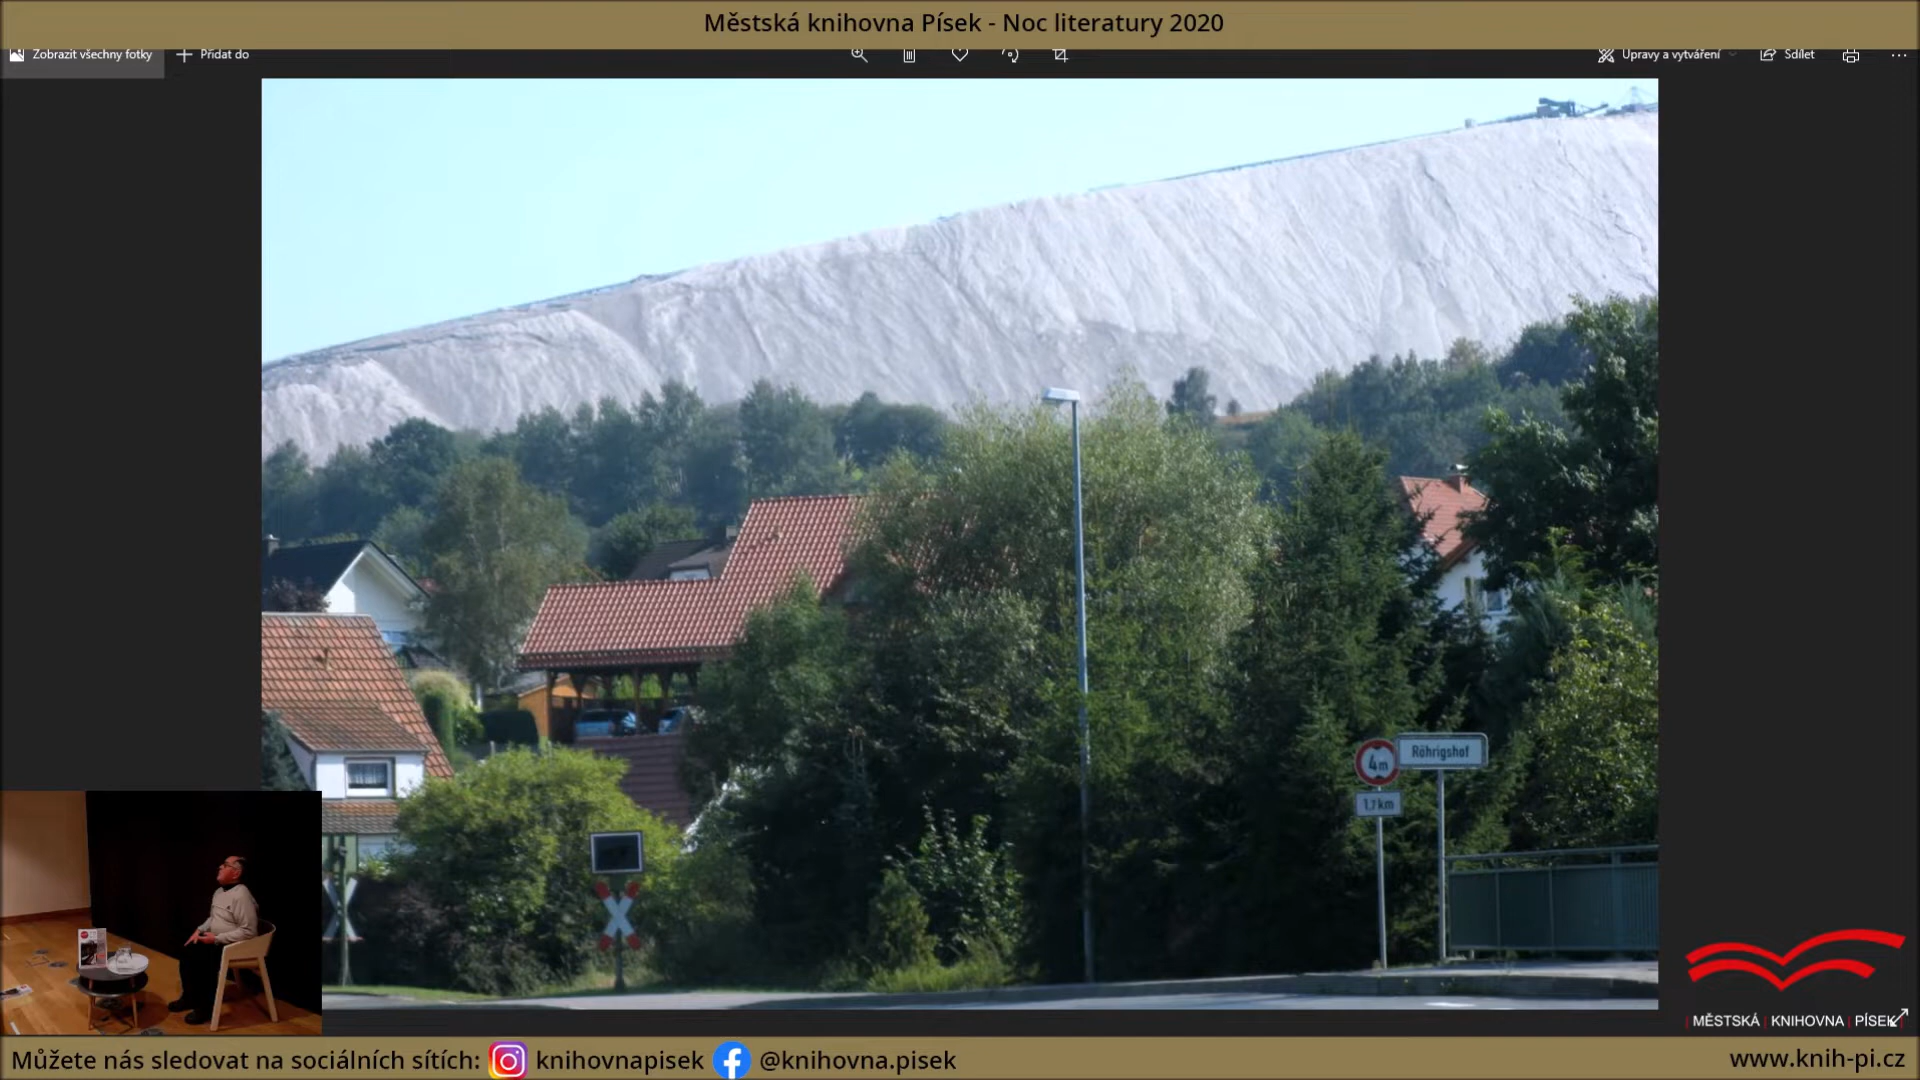 Městská knihovna Písek - Noc literatury 2020
Zobrazit všechny fotky
Přidat do
Upravy a vytváření
Sdílet
4m
Röhrigshof
1,7 km
| MĚSTSKÁ | KNIHOVNA | PÍSEK
Můžete nás sledovat na sociálních sítích: knihovnapisek @knihovna.pisek
www.knih-pi.cz